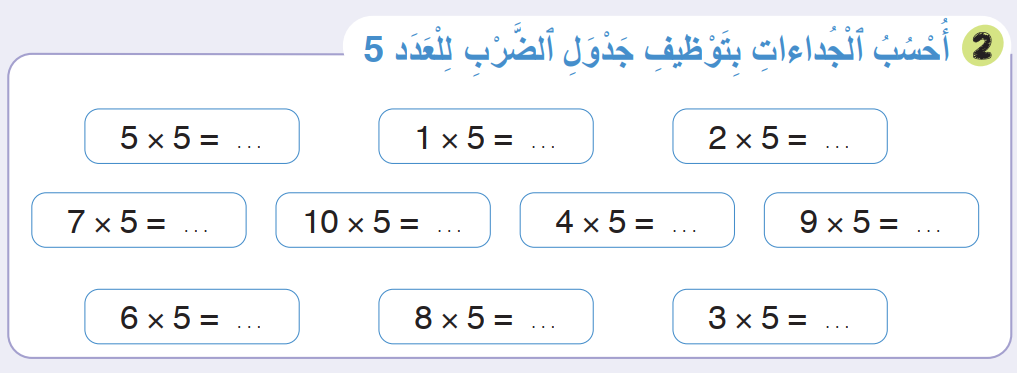 2 أُحْسُبُ ٱلْجُداءاتِ بِتَوْظيفِ جَدْوَلِ ٱلضَّرْبِ لِلْعَدَد 5
5 × 5 = ... 1 × 5 = ... 2 × 5 = ...
7 × 5 = ... 10 × 5 = ... 4 × 5 = ... 9 × 5 = ...
6 × 5 = ... 8 × 5 = ... 3 × 5 = ...